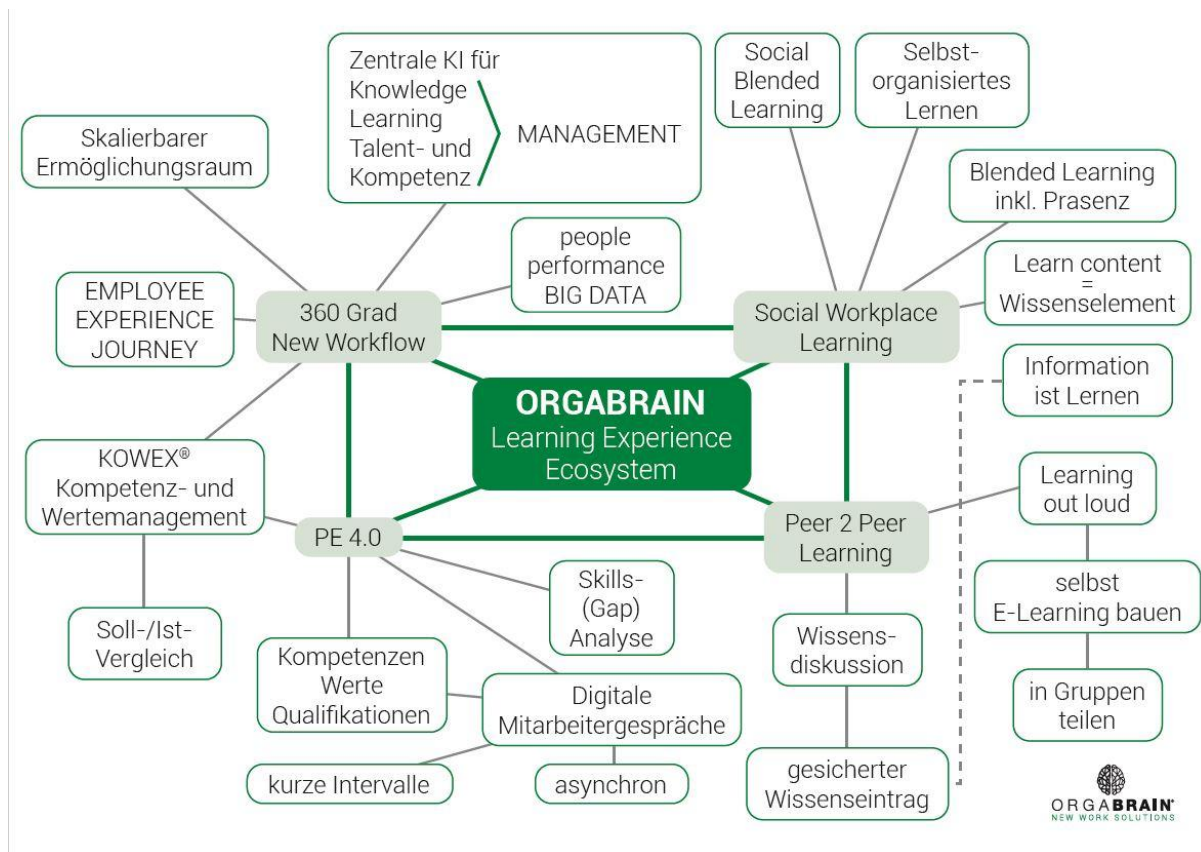 Zentrale KI für
Knowledge
Learning
Talent- und
Kompetenz
MANAGEMENT
Social
Blended
Learning
Selbst-
organisiertes
Lernen
Skalierbarer
Ermöglichungsraum
Blended Learning
inkl. Prasenz
people
performance
BIG DATA
EMPLOYEE
EXPERIENCE
JOURNEY
360 Grad
New Workflow
Social Workplace
Learning
Learn content
=
Wissenselement
Information
ist Lernen
ORGABRAIN
Learning Experience
Ecosystem
KOWEX®
Kompetenz- und
Wertemanagement
PE 4.0
Peer 2 Peer
Learning
Learning
out loud
Skills-
(Gap)
Analyse
selbst
E-Learning bauen
Soll-/Ist-
Vergleich
Kompetenzen
Werte
Qualifikationen
Digitale
Mitarbeitergespräche
Wissens-
diskussion
in Gruppen
teilen
kurze Intervalle
asynchron
gesicherter
Wissenseintrag
ORGABRAIN®
NEW WORK SOLUTIONS